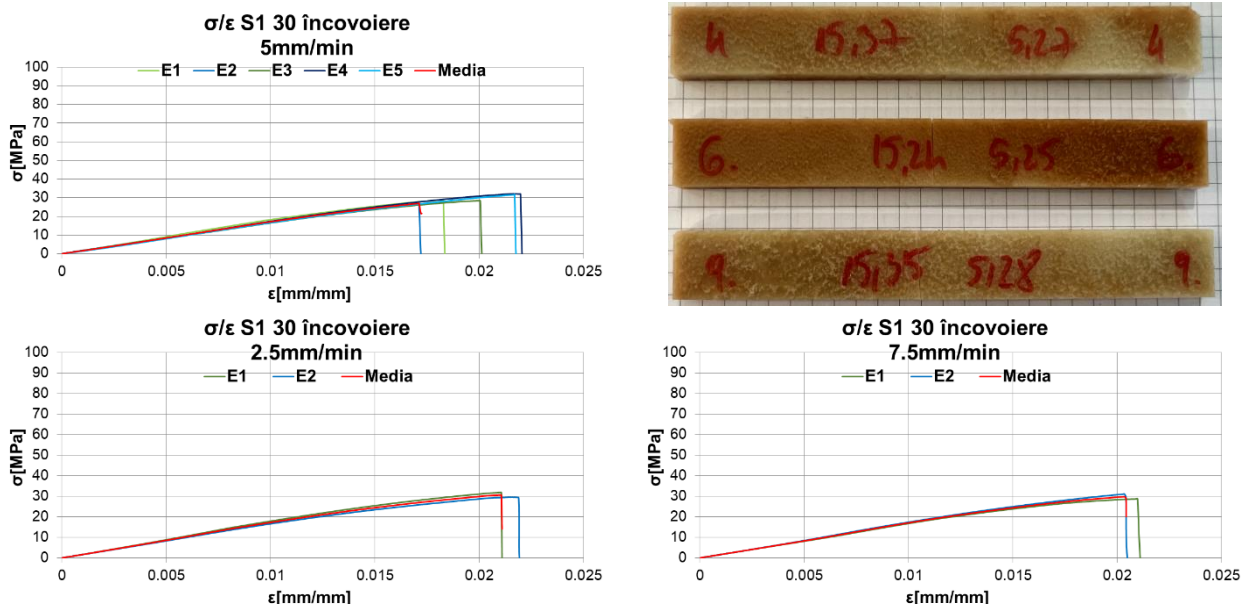 σ/ε S1 30 încovoiere
5mm/min
E1 E2 E3 E4 E5 Media
100
90
80
70
60
50
40
30
20
10
0
σ[MPa]
0 0.005 0.01 0.015 0.02 0.025
ε[mm/mm]
4 15,37 5,27 4
6. 15,24 5,25 6.
9. 15,35 5,28 9.
σ/ε S1 30 încovoiere
2.5mm/min
E1 E2 Media
100
90
80
70
60
50
40
30
20
10
0
σ[MPa]
0 0.005 0.01 0.015 0.02 0.025
ε[mm/mm]
σ/ε S1 30 încovoiere
7.5mm/min
E1 E2 Media
100
90
80
70
60
50
40
30
20
10
0
σ[MPa]
0 0.005 0.01 0.015 0.02 0.025
ε[mm/mm]